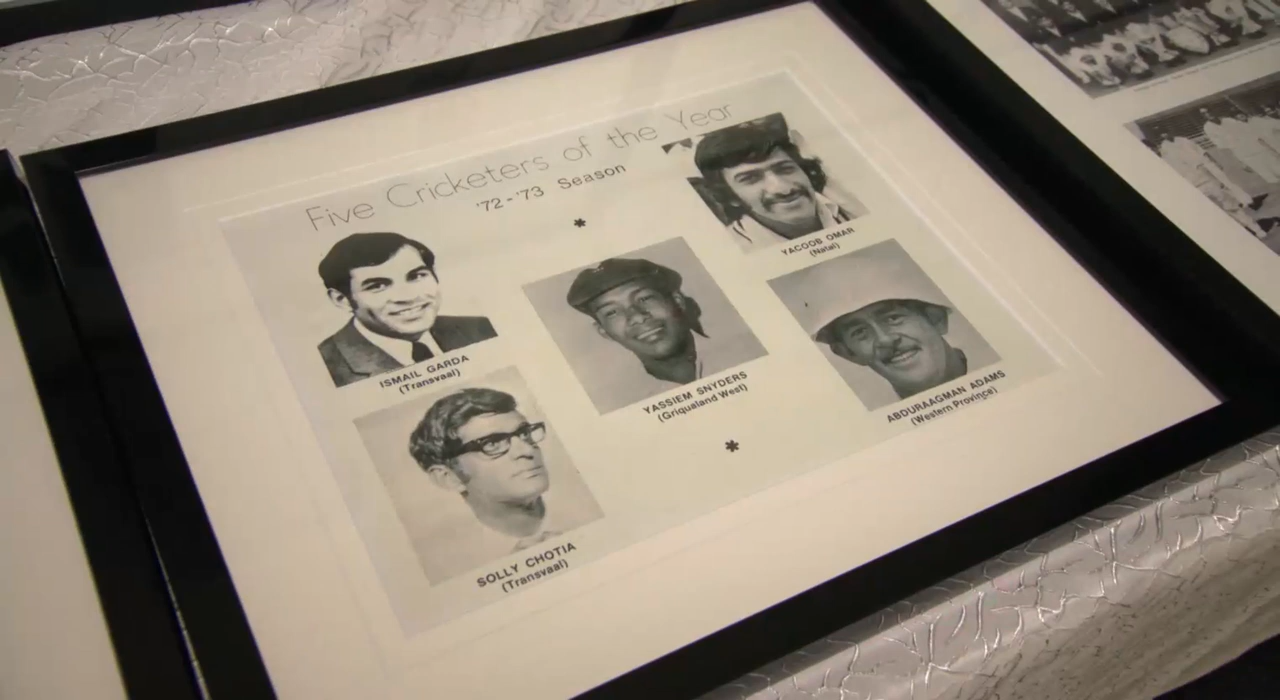 Five Cricketers of the Year
'72-'73 Season
*
ISMAIL GARDA
(Transvaal)
YASSIEM SNYDERS
(Griqualand West)
YACOOB OMAR
(Natal)
SOLLY CHOTIA
(Transvaal)
*
ABDURAAGMAN ADAMS
(Western Province)